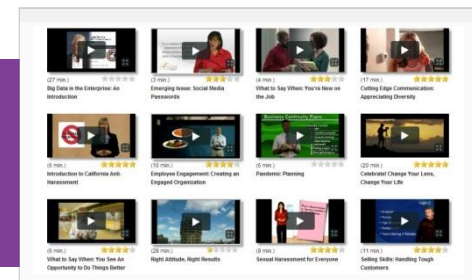 (27 min.)
Big Data in the Enterprise: An
Introduction
(3 min.)
Emerging Issue: Social Media
Passwords
(4 min.)
What to Say When: You're New on
the Job
(17 min.)
Cutting Edge Communication:
Appreciating Diversity
Business Continuity Plans
(6 min.)
Introduction to California Anti-
Harassment
(16 min.)
Employee Engagement: Creating an
Engaged Organization
(6 min.)
Pandemic Planning
(20 min.)
Celebrate! Change Your Lens,
Change Your Life
(6 min.)
What to Say When: You See An
Opportunity to Do Things Better
(28 min.)
Right Attitude, Right Results
(9 min.)
Sexual Harassment for Everyone
(11 min.)
Selling Skills: Handling Tough
Customers